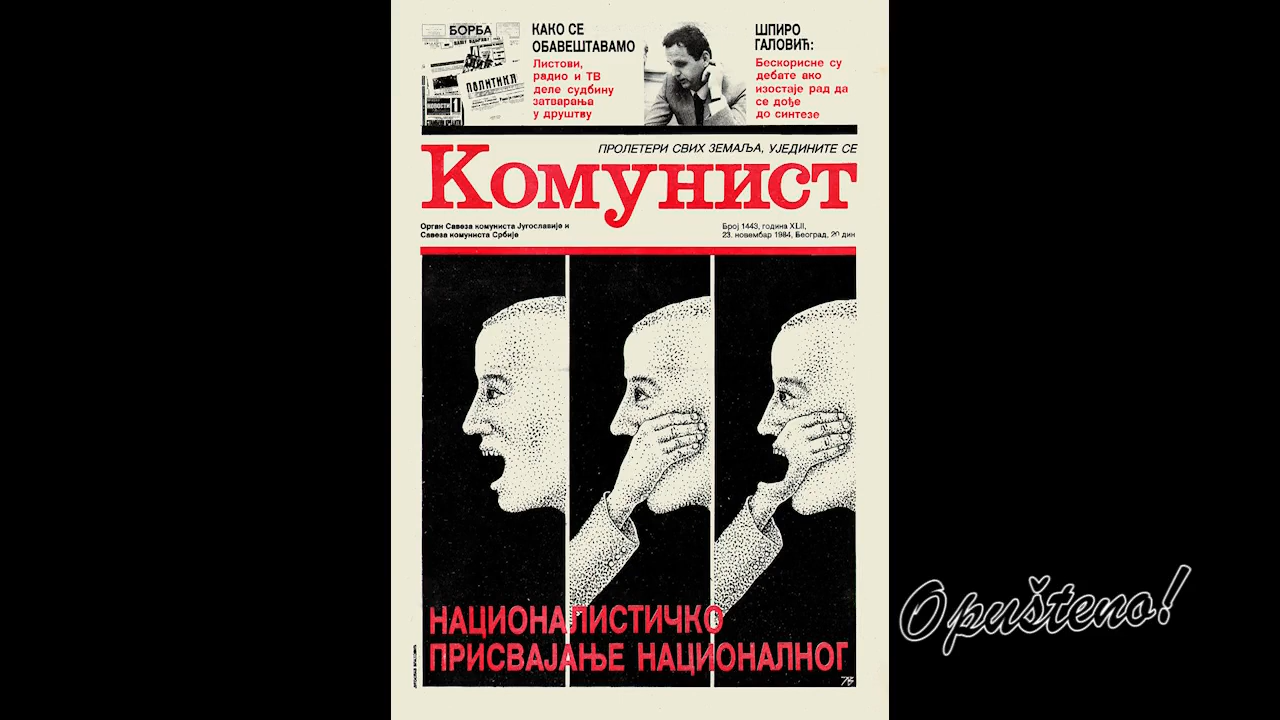 БОРБА
ПОЛИТИКА
НОВОСТИ
КАКО СЕ
ОБАВЕШТАВАМО
Листови,
радио и ТВ
деле судбину
затварања
у друштву
ШПИРО
ГАЛОВИЋ:
Бескорисне су
дебате ако
изостаје рад да
се дође
до синтезе
ПРОЛЕТЕРИ СВИХ ЗЕМАЉА, УЈЕДИНИТЕ СЕ
Комунист
Орган Савеза комуниста Југославије и
Савеза комуниста Србије
Број 1443, година XLII,
23. новембар 1984, Београд, 20 дин
НАЦИОНАЛИСТИЧКО
ПРИСВАЈАЊЕ НАЦИОНАЛНОГ
Opušteno!